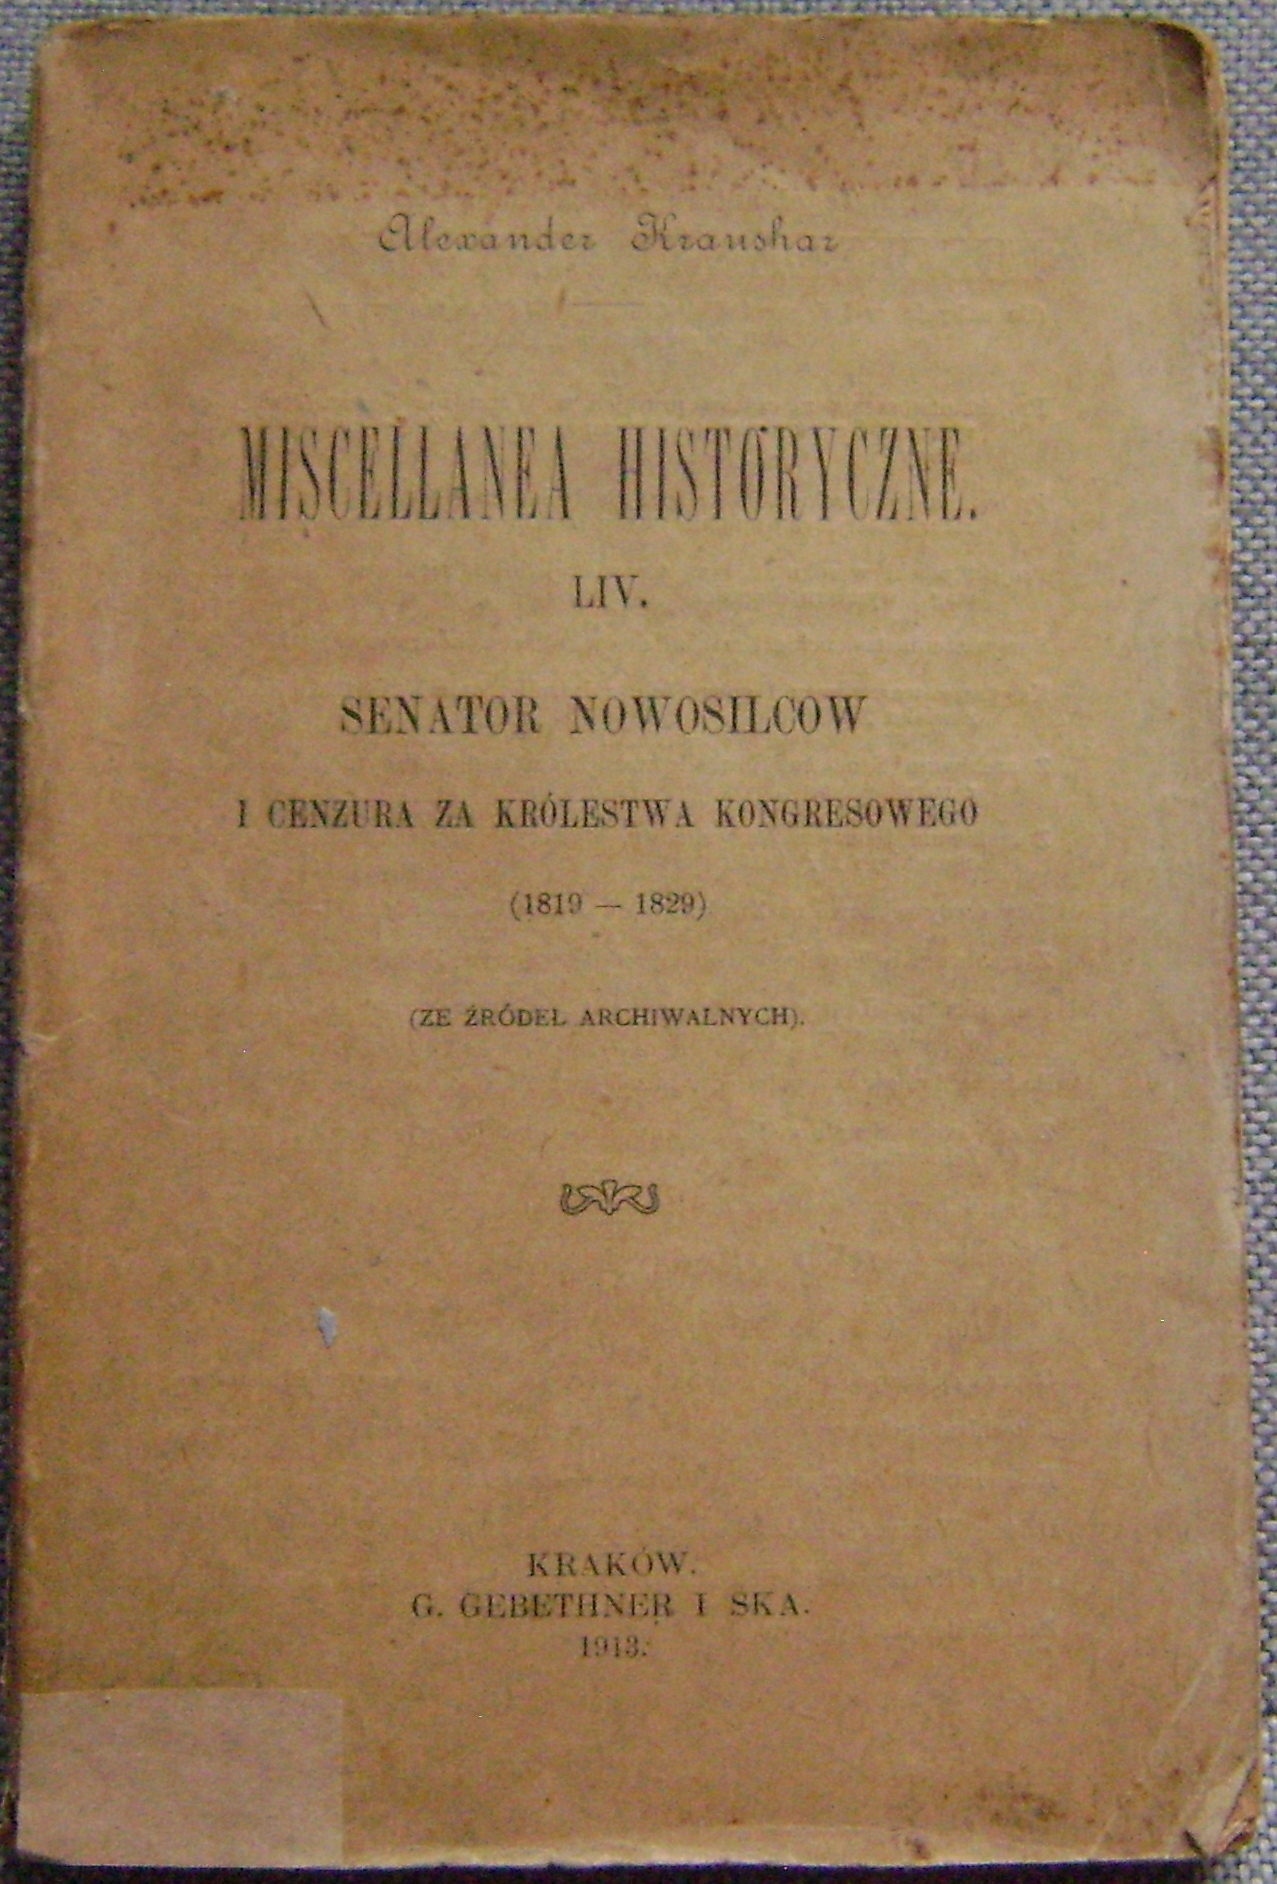 Alexander Kraushar
MISCELLANEA HISTORYCZNE.
LIV.
SENATOR NOWOSILCOW
I CENZURA ZA KRÓLESTWA KONGRESOWEGO
(1819 — 1829)
(ZE ŹRÓDEŁ ARCHIWALNYCH).
KRAKÓW.
G. GEBETHNER I SKA.
1913.